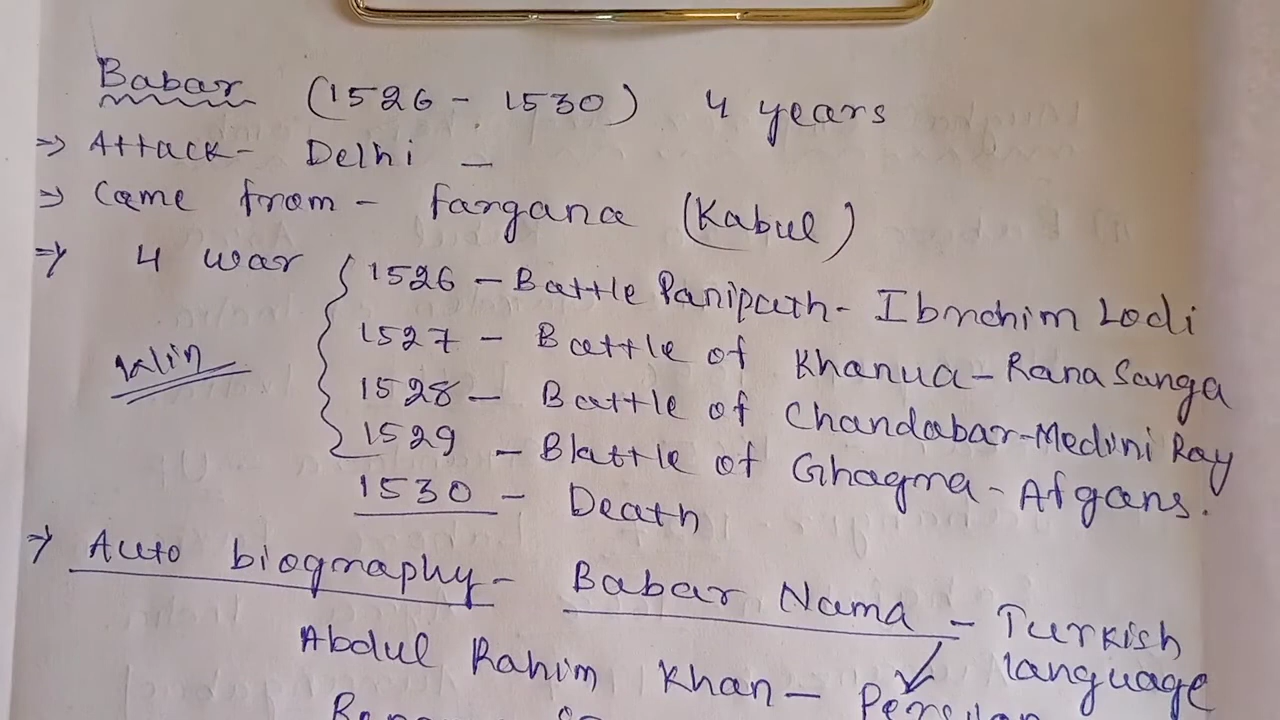 Babar (1526 - 1530) 4 years
⇒ Attack - Delhi -
⇒ Came from - fargana (Kabul)
⇒ 4 war { 1526 - Battle Panipath - Ibrahim Lodi
1527 - Battle of Khanua - Rana Sanga
1528 - Battle of Chandabar - Medini Ray
1529 - Blattle of Ghagra - Afgans.
1530 - Death
⇒ Auto biography - Babar Nama - Turkish language
Abdul Rahim Khan -